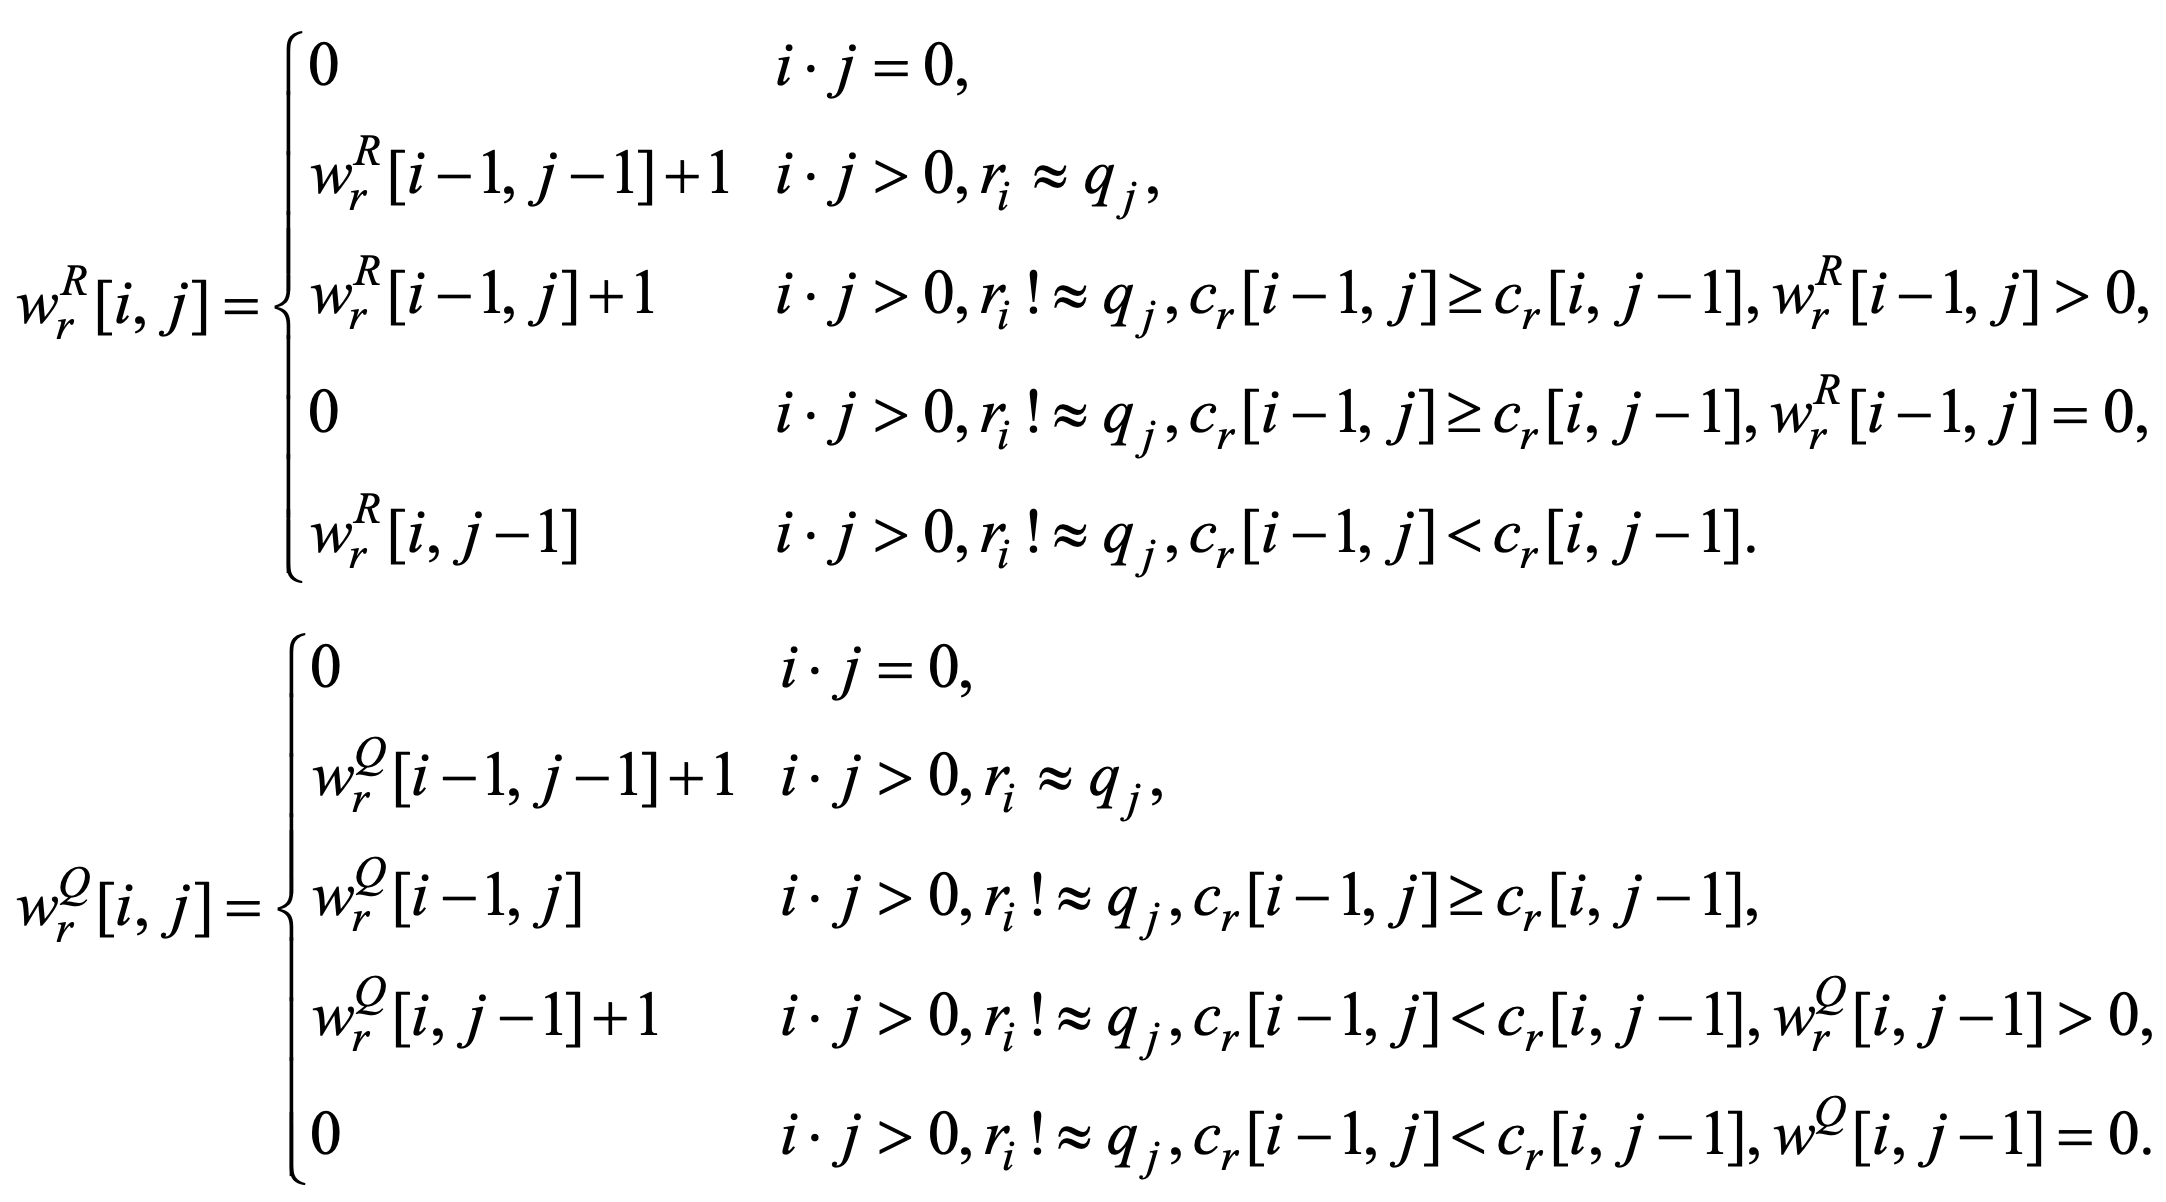 w_r^R[i, j] = { 0    i · j = 0,
w_r^R[i−1, j−1]+1    i · j > 0, r_i ≈ q_j,
w_r^R[i−1, j]+1    i · j > 0, r_i !≈ q_j, c_r[i−1, j] ≥ c_r[i, j−1], w_r^R[i−1, j] > 0,
0    i · j > 0, r_i !≈ q_j, c_r[i−1, j] ≥ c_r[i, j−1], w_r^R[i−1, j] = 0,
w_r^R[i, j−1]    i · j > 0, r_i !≈ q_j, c_r[i−1, j] < c_r[i, j−1].
w_r^Q[i, j] = { 0    i · j = 0,
w_r^Q[i−1, j−1]+1    i · j > 0, r_i ≈ q_j,
w_r^Q[i−1, j]    i · j > 0, r_i !≈ q_j, c_r[i−1, j] ≥ c_r[i, j−1],
w_r^Q[i, j−1]+1    i · j > 0, r_i !≈ q_j, c_r[i−1, j] < c_r[i, j−1], w_r^Q[i, j−1] > 0,
0    i · j > 0, r_i !≈ q_j, c_r[i−1, j] < c_r[i, j−1], w^Q[i, j−1] = 0.